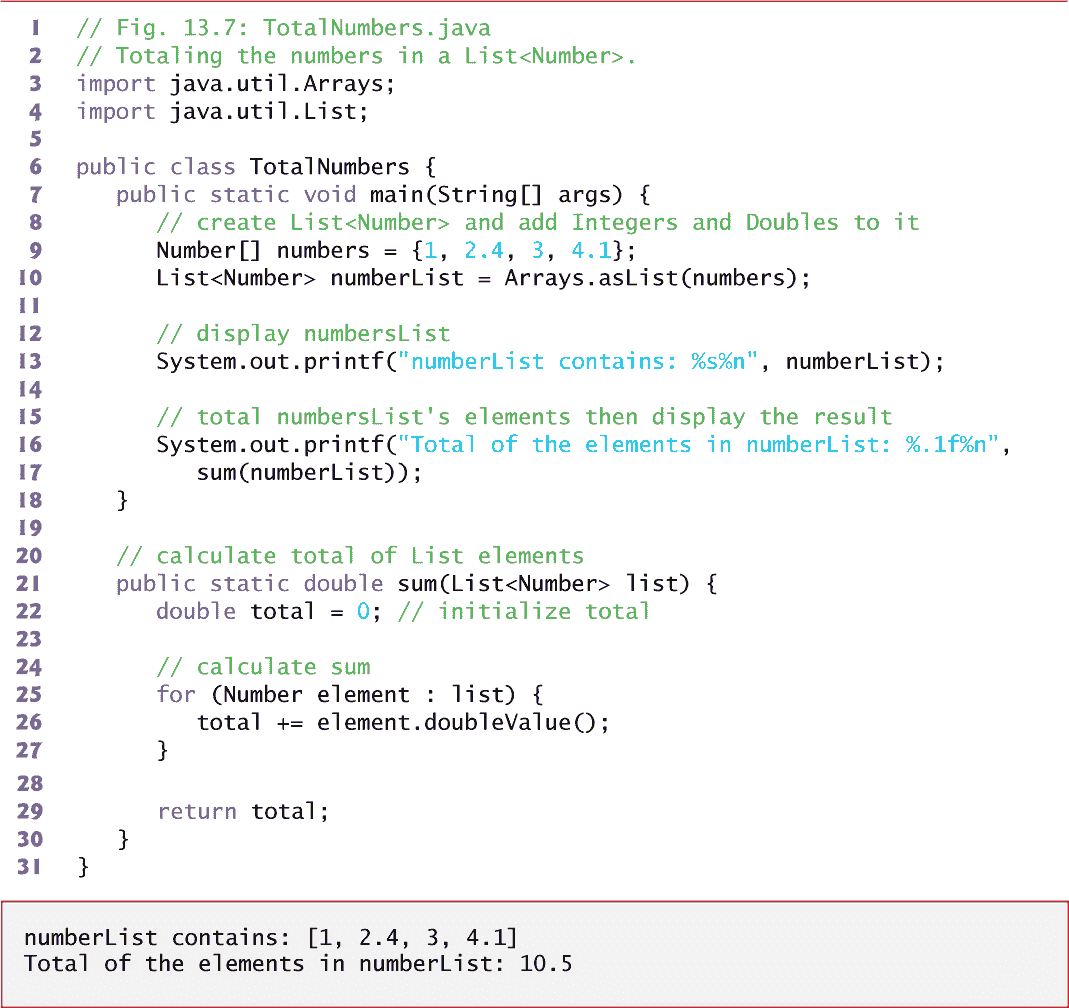 1 // Fig. 13.7: TotalNumbers.java
2 // Totaling the numbers in a List<Number>.
3 import java.util.Arrays;
4 import java.util.List;
5
6 public class TotalNumbers {
7    public static void main(String[] args) {
8       // create List<Number> and add Integers and Doubles to it
9       Number[] numbers = {1, 2.4, 3, 4.1};
10       List<Number> numberList = Arrays.asList(numbers);
11
12       // display numbersList
13       System.out.printf("numberList contains: %s%n", numberList);
14
15       // total numbersList's elements then display the result
16       System.out.printf("Total of the elements in numberList: %.1f%n",
17          sum(numberList));
18    }
19
20    // calculate total of List elements
21    public static double sum(List<Number> list) {
22       double total = 0; // initialize total
23
24       // calculate sum
25       for (Number element : list) {
26          total += element.doubleValue();
27       }
28
29       return total;
30    }
31 }
numberList contains: [1, 2.4, 3, 4.1]
Total of the elements in numberList: 10.5